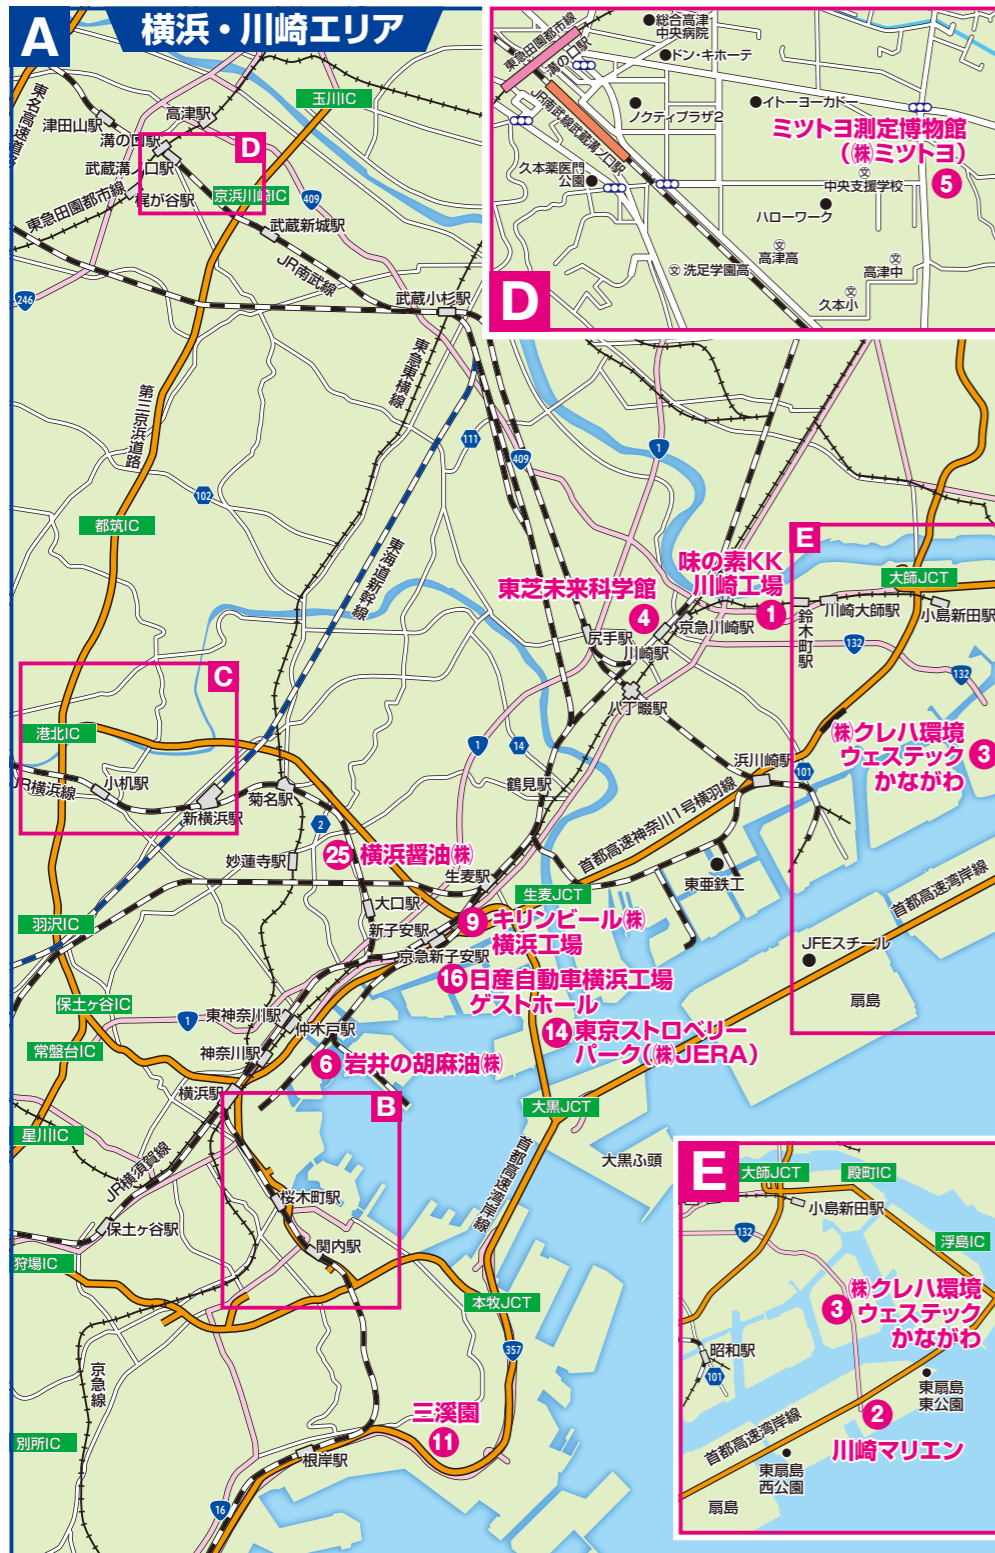 A
横浜・川崎エリア
東名高速道路
津田山駅
高津駅
玉川IC
溝の口駅
D
武蔵溝ノ口駅
京浜川崎IC
409
梶が谷駅
東急田園都市線
武蔵新城駅
JR南武線
246
武蔵小杉駅
東急東横線
第三京浜道路
111
409
1
102
都筑IC
東海道新幹線
東芝未来科学館
4
味の素KK
川崎工場
1
尻手駅
京急川崎駅
川崎駅
八丁畷駅
E
大師JCT
鈴木町駅
川崎大師駅
小島新田駅
132
132
㈱クレハ環境
ウェステック
かながわ
3
C
港北IC
JR横浜線
小机駅
新横浜駅
菊名駅
1
14
鶴見駅
浜川崎駅
101
2
首都高速神奈川1号横羽線
妙蓮寺駅
25
横浜醤油㈱
生麦駅
生麦JCT
東亜鉄工
首都高速湾岸線
羽沢IC
大口駅
新子安駅
9
キリンビール㈱
横浜工場
京急新子安駅
JFEスチール
扇島
16
日産自動車横浜工場
ゲストホール
保土ヶ谷IC
1
東神奈川駅
仲木戸駅
14
東京ストロベリー
パーク(㈱JERA)
常盤台IC
神奈川駅
6
岩井の胡麻油㈱
横浜駅
B
大黒JCT
星川IC
大黒ふ頭
JR横須賀線
首都高速湾岸線
桜木町駅
保土ヶ谷駅
関内駅
狩場IC
本牧JCT
357
京急線
三溪園
11
別所IC
根岸駅
16
D
東急田園都市線
溝の口駅
総合高津
中央病院
ドン・キホーテ
JR南武線武蔵溝ノ口駅
ノクティプラザ2
イトーヨーカドー
ミツトヨ測定博物館
(㈱ミツトヨ)
5
久本薬医門
公園
文
中央支援学校
ハローワーク
文
洗足学園高
文
高津高
文
高津中
文
久本小
E
大師JCT
殿町IC
小島新田駅
132
浮島IC
㈱クレハ環境
ウェステック
かながわ
3
昭和駅
101
東扇島
東公園
2
川崎マリエン
首都高速湾岸線
東扇島
西公園
扇島